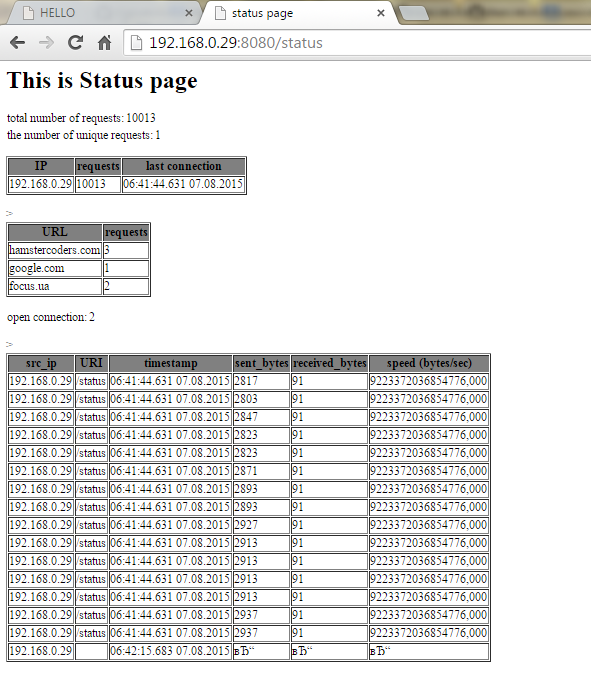 HELLO
status page
192.168.0.29:8080/status
This is Status page
total number of requests: 10013
the number of unique requests: 1
IP requests last connection
192.168.0.29 10013 06:41:44.631 07.08.2015
>
URL requests
hamstercoders.com 3
google.com 1
focus.ua 2
open connection: 2
>
src_ip URI timestamp sent_bytes received_bytes speed (bytes/sec)
192.168.0.29 /status 06:41:44.631 07.08.2015 2817 91 9223372036854776,000
192.168.0.29 /status 06:41:44.631 07.08.2015 2803 91 9223372036854776,000
192.168.0.29 /status 06:41:44.631 07.08.2015 2847 91 9223372036854776,000
192.168.0.29 /status 06:41:44.631 07.08.2015 2823 91 9223372036854776,000
192.168.0.29 /status 06:41:44.631 07.08.2015 2823 91 9223372036854776,000
192.168.0.29 /status 06:41:44.631 07.08.2015 2871 91 9223372036854776,000
192.168.0.29 /status 06:41:44.631 07.08.2015 2893 91 9223372036854776,000
192.168.0.29 /status 06:41:44.631 07.08.2015 2893 91 9223372036854776,000
192.168.0.29 /status 06:41:44.631 07.08.2015 2927 91 9223372036854776,000
192.168.0.29 /status 06:41:44.631 07.08.2015 2913 91 9223372036854776,000
192.168.0.29 /status 06:41:44.631 07.08.2015 2913 91 9223372036854776,000
192.168.0.29 /status 06:41:44.631 07.08.2015 2913 91 9223372036854776,000
192.168.0.29 /status 06:41:44.631 07.08.2015 2913 91 9223372036854776,000
192.168.0.29 /status 06:41:44.631 07.08.2015 2937 91 9223372036854776,000
192.168.0.29 /status 06:41:44.631 07.08.2015 2937 91 9223372036854776,000
192.168.0.29 06:42:15.683 07.08.2015 вЂ“ вЂ“ вЂ“